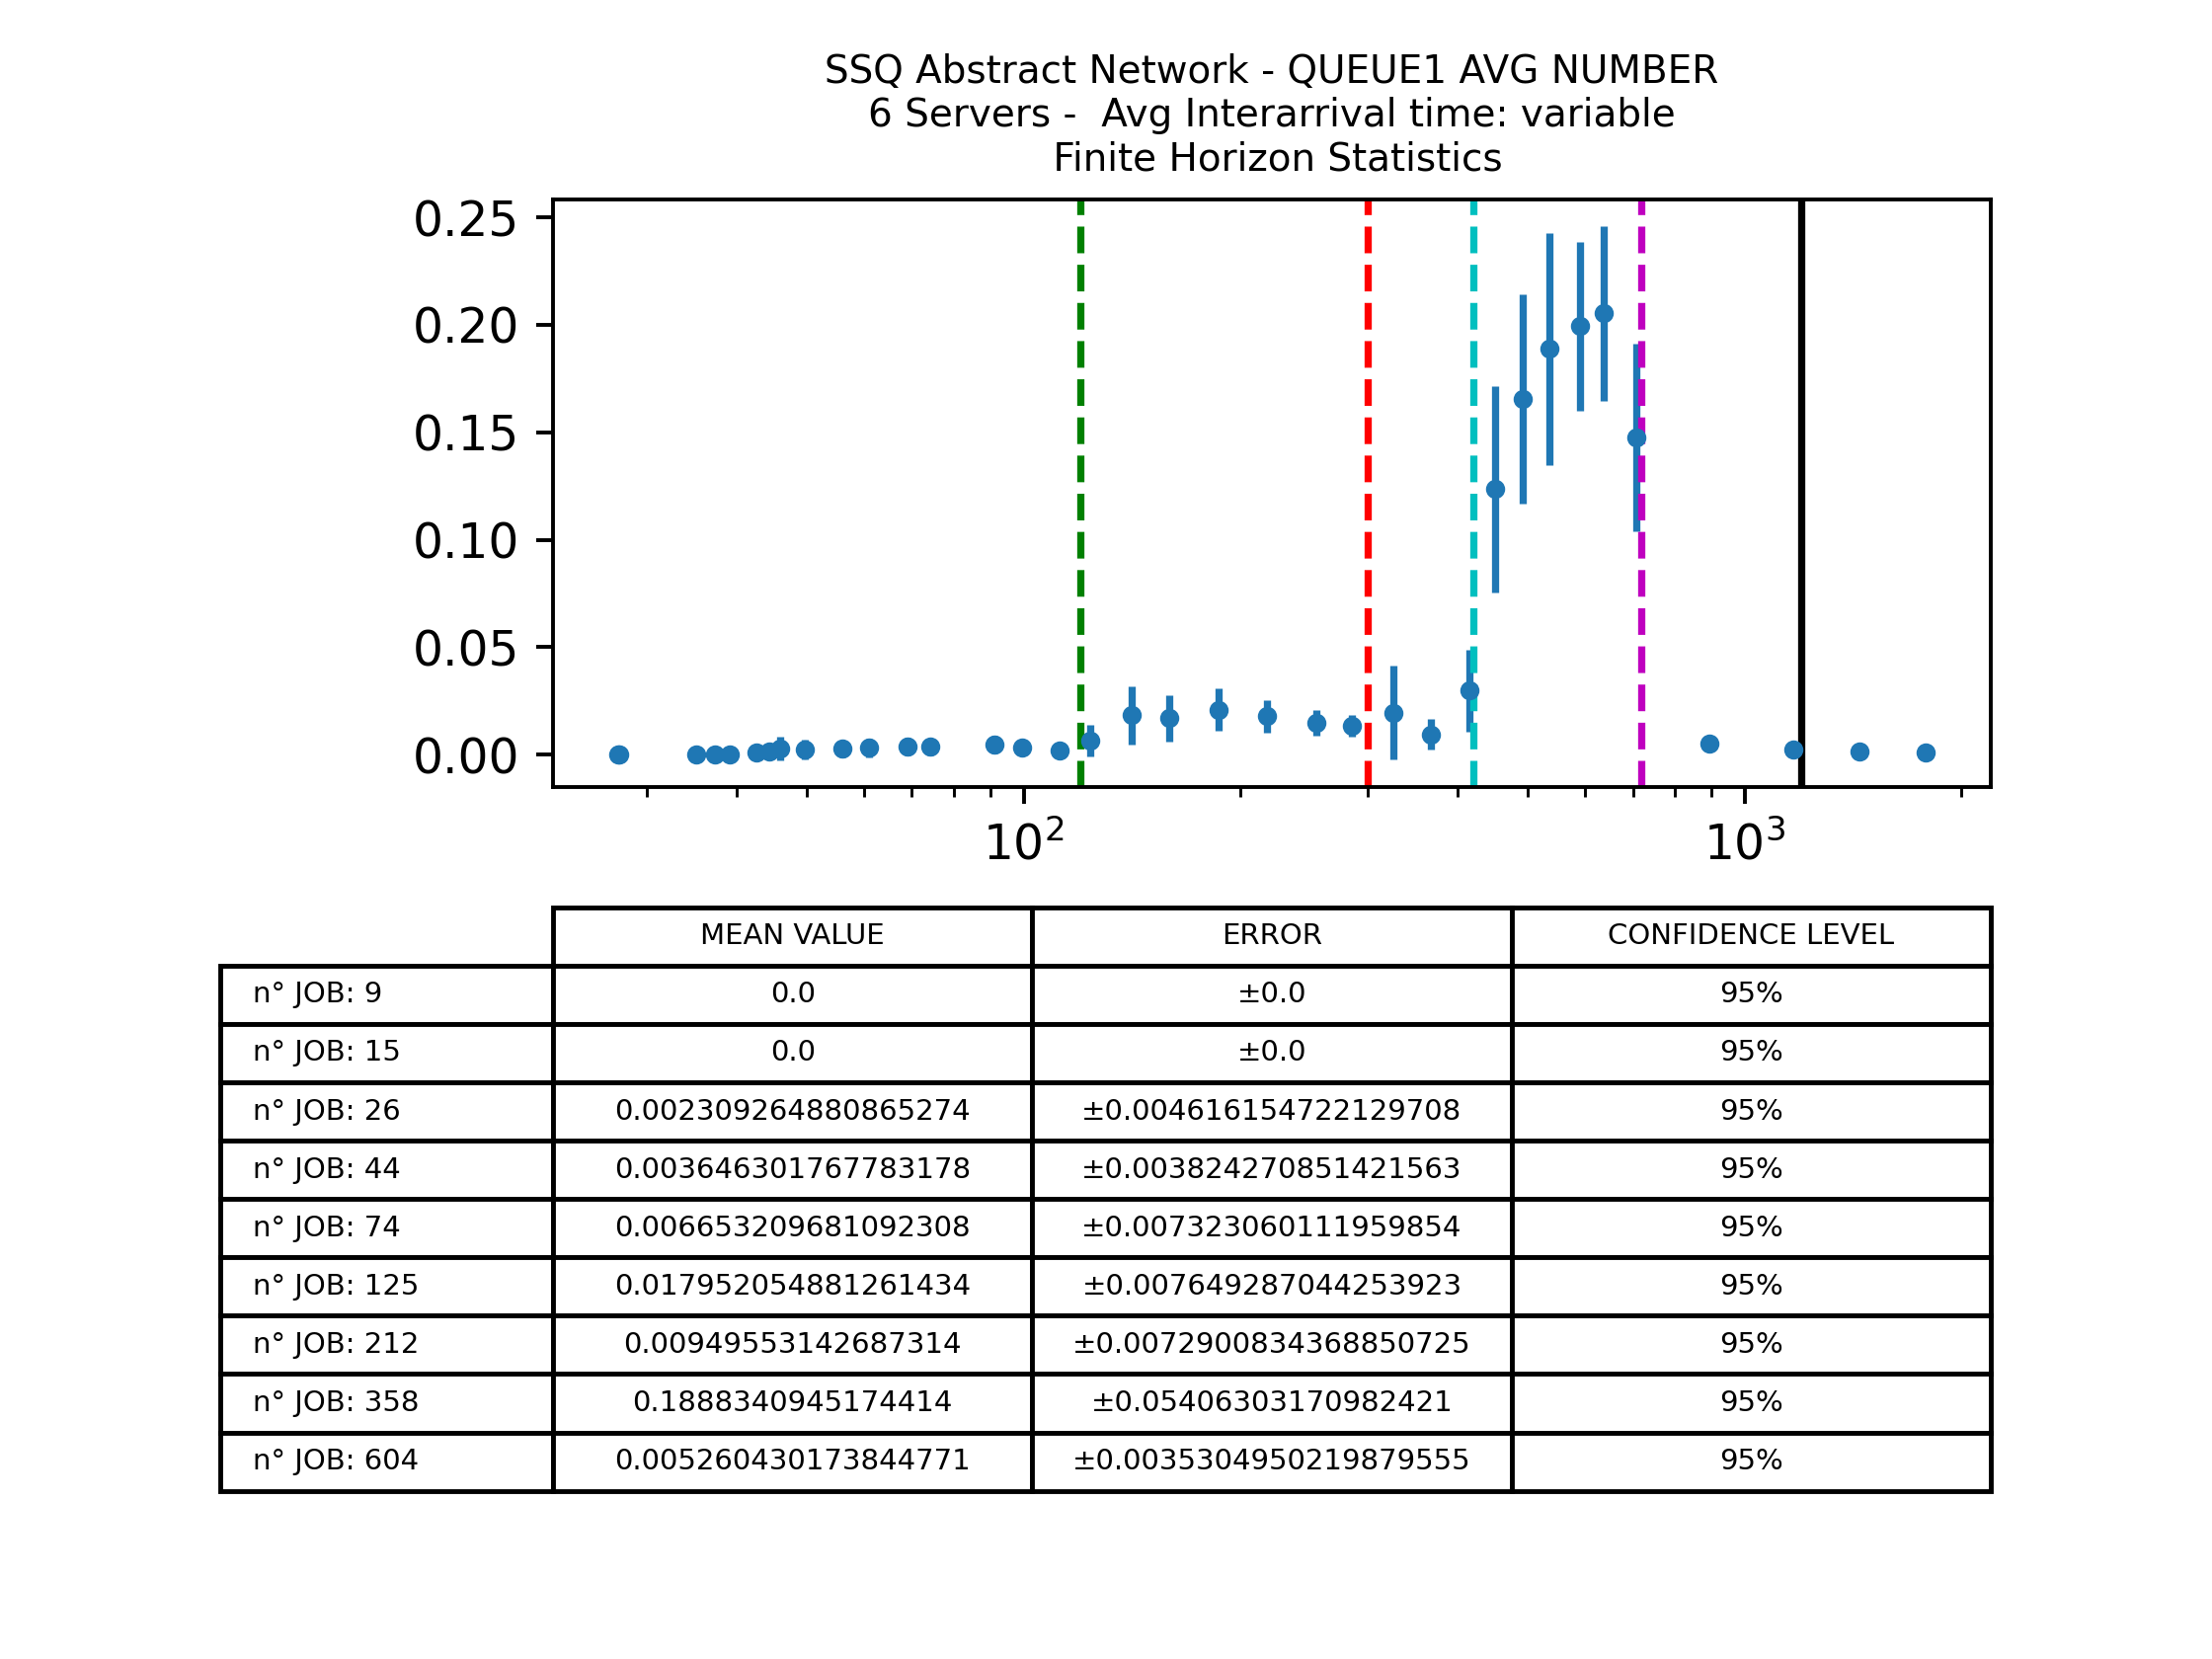 SSQ Abstract Network - QUEUE1 AVG NUMBER
6 Servers -  Avg Interarrival time: variable
Finite Horizon Statistics
0.25
0.20
0.15
0.10
0.05
0.00
10² 10³
MEAN VALUE ERROR CONFIDENCE LEVEL
n° JOB: 9 0.0 ±0.0 95%
n° JOB: 15 0.0 ±0.0 95%
n° JOB: 26 0.002309264880865274 ±0.004616154722129708 95%
n° JOB: 44 0.003646301767783178 ±0.003824270851421563 95%
n° JOB: 74 0.006653209681092308 ±0.007323060111959854 95%
n° JOB: 125 0.017952054881261434 ±0.007649287044253923 95%
n° JOB: 212 0.00949553142687314 ±0.0072900834368850725 95%
n° JOB: 358 0.1888340945174414 ±0.05406303170982421 95%
n° JOB: 604 0.005260430173844771 ±0.0035304950219879555 95%